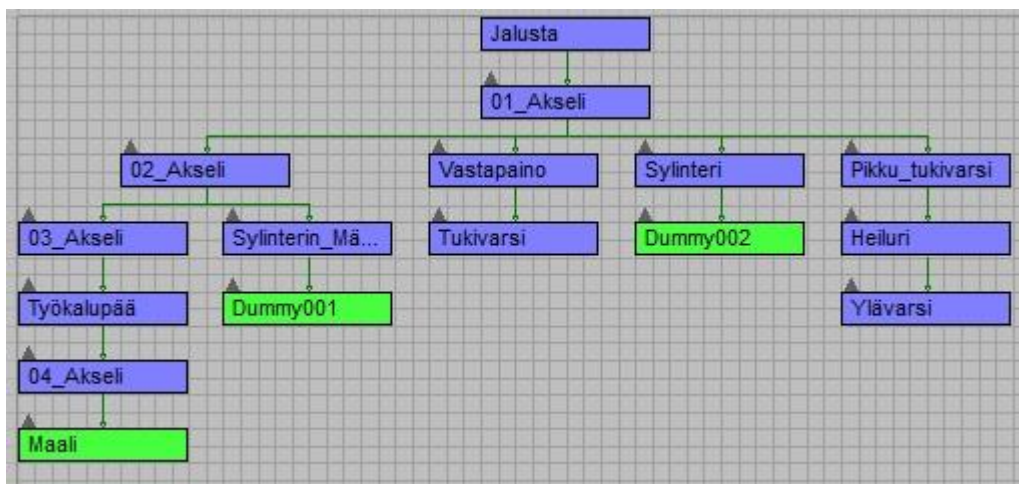 Jalusta
01_Akseli
02_Akseli
Vastapaino
Sylinteri
Pikku_tukivarsi
03_Akseli
Sylinterin_Mä...
Tukivarsi
Dummy002
Heiluri
Työkalupää
Dummy001
Ylävarsi
04_Akseli
Maali